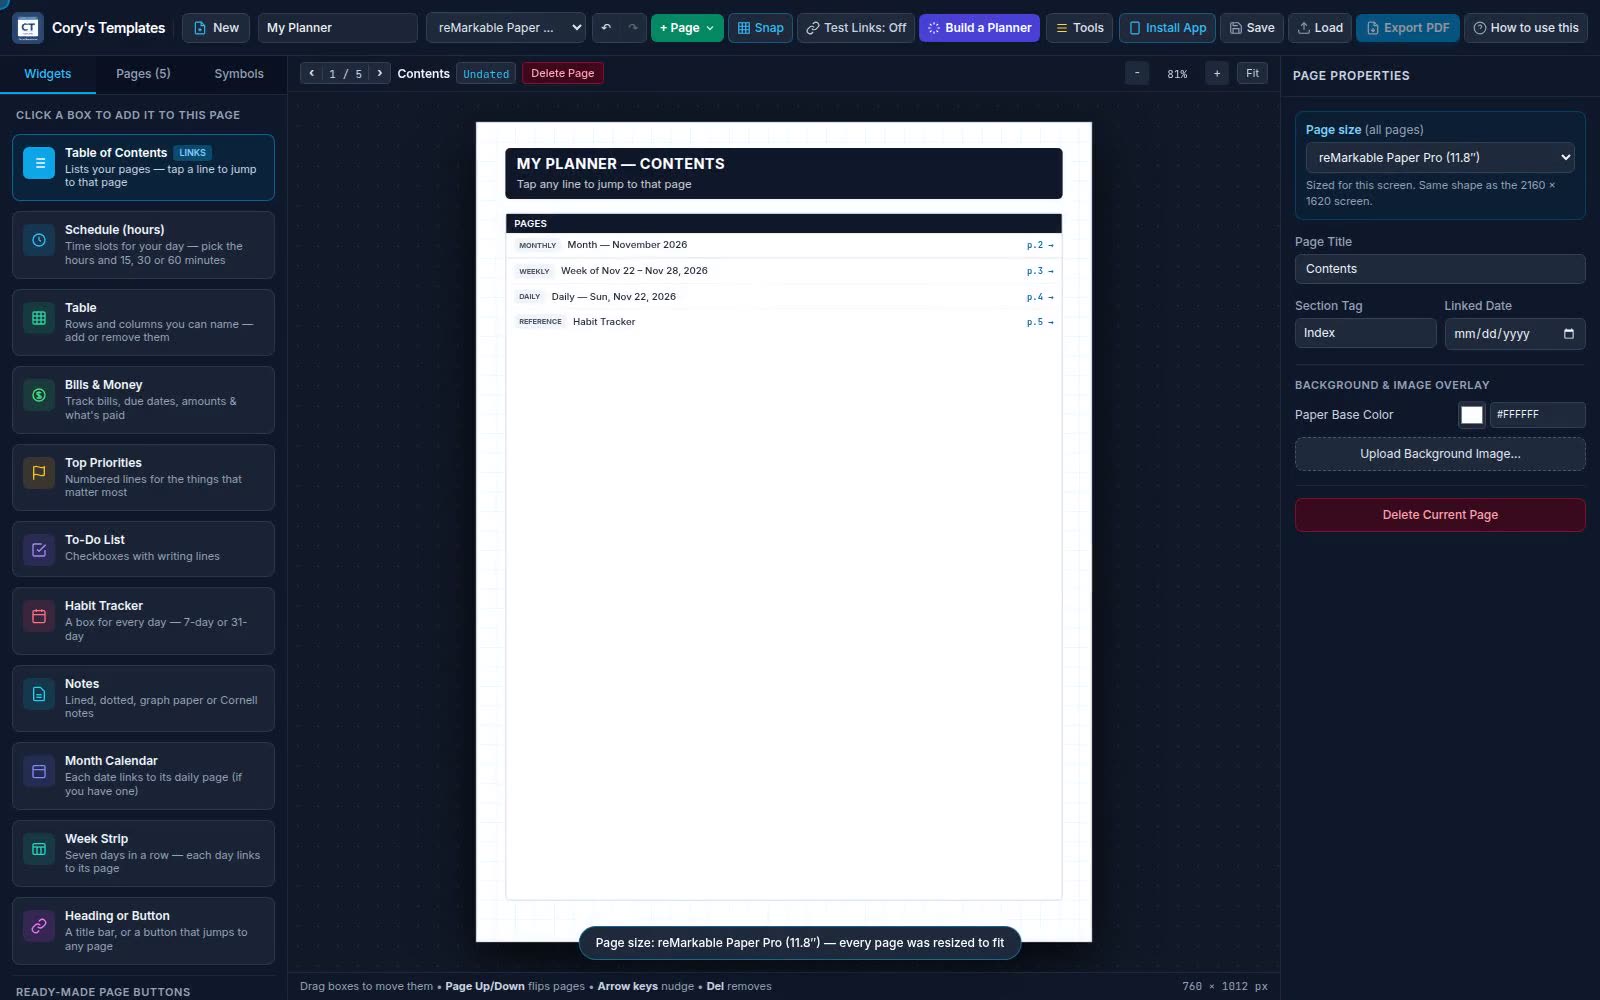 CT
Cory's Templates
New
My Planner
reMarkable Paper ...
+ Page
Snap
Test Links: Off
Build a Planner
Tools
Install App
Save
Load
Export PDF
How to use this
Widgets
Pages (5)
Symbols
CLICK A BOX TO ADD IT TO THIS PAGE
Table of Contents LINKS
Lists your pages — tap a line to jump
to that page
Schedule (hours)
Time slots for your day — pick the
hours and 15, 30 or 60 minutes
Table
Rows and columns you can name —
add or remove them
Bills & Money
Track bills, due dates, amounts &
what's paid
Top Priorities
Numbered lines for the things that
matter most
To-Do List
Checkboxes with writing lines
Habit Tracker
A box for every day — 7-day or 31-
day
Notes
Lined, dotted, graph paper or Cornell
notes
Month Calendar
Each date links to its daily page (if
you have one)
Week Strip
Seven days in a row — each day links
to its page
Heading or Button
A title bar, or a button that jumps to
any page
READY-MADE PAGE BUTTONS
‹ 1 / 5 › Contents Undated Delete Page
- 81% + Fit
MY PLANNER — CONTENTS
Tap any line to jump to that page
PAGES
MONTHLY Month — November 2026 p.2 →
WEEKLY Week of Nov 22 – Nov 28, 2026 p.3 →
DAILY Daily — Sun, Nov 22, 2026 p.4 →
REFERENCE Habit Tracker p.5 →
Page size: reMarkable Paper Pro (11.8″) — every page was resized to fit
Drag boxes to move them • Page Up/Down flips pages • Arrow keys nudge • Del removes
760 × 1012 px
PAGE PROPERTIES
Page size (all pages)
reMarkable Paper Pro (11.8″)
Sized for this screen. Same shape as the 2160 ×
1620 screen.
Page Title
Contents
Section Tag
Linked Date
Index
mm/dd/yyyy
BACKGROUND & IMAGE OVERLAY
Paper Base Color
#FFFFFF
Upload Background Image...
Delete Current Page